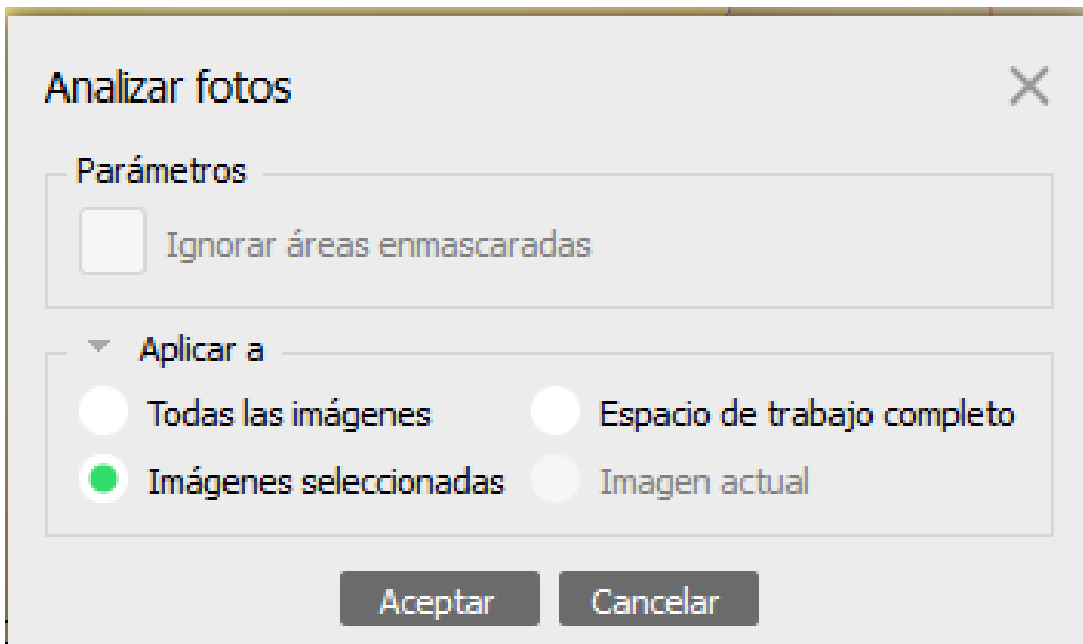 Analizar fotos
Parámetros
Ignorar áreas enmascaradas
Aplicar a
Todas las imágenes Espacio de trabajo completo
Imágenes seleccionadas Imagen actual
Aceptar Cancelar